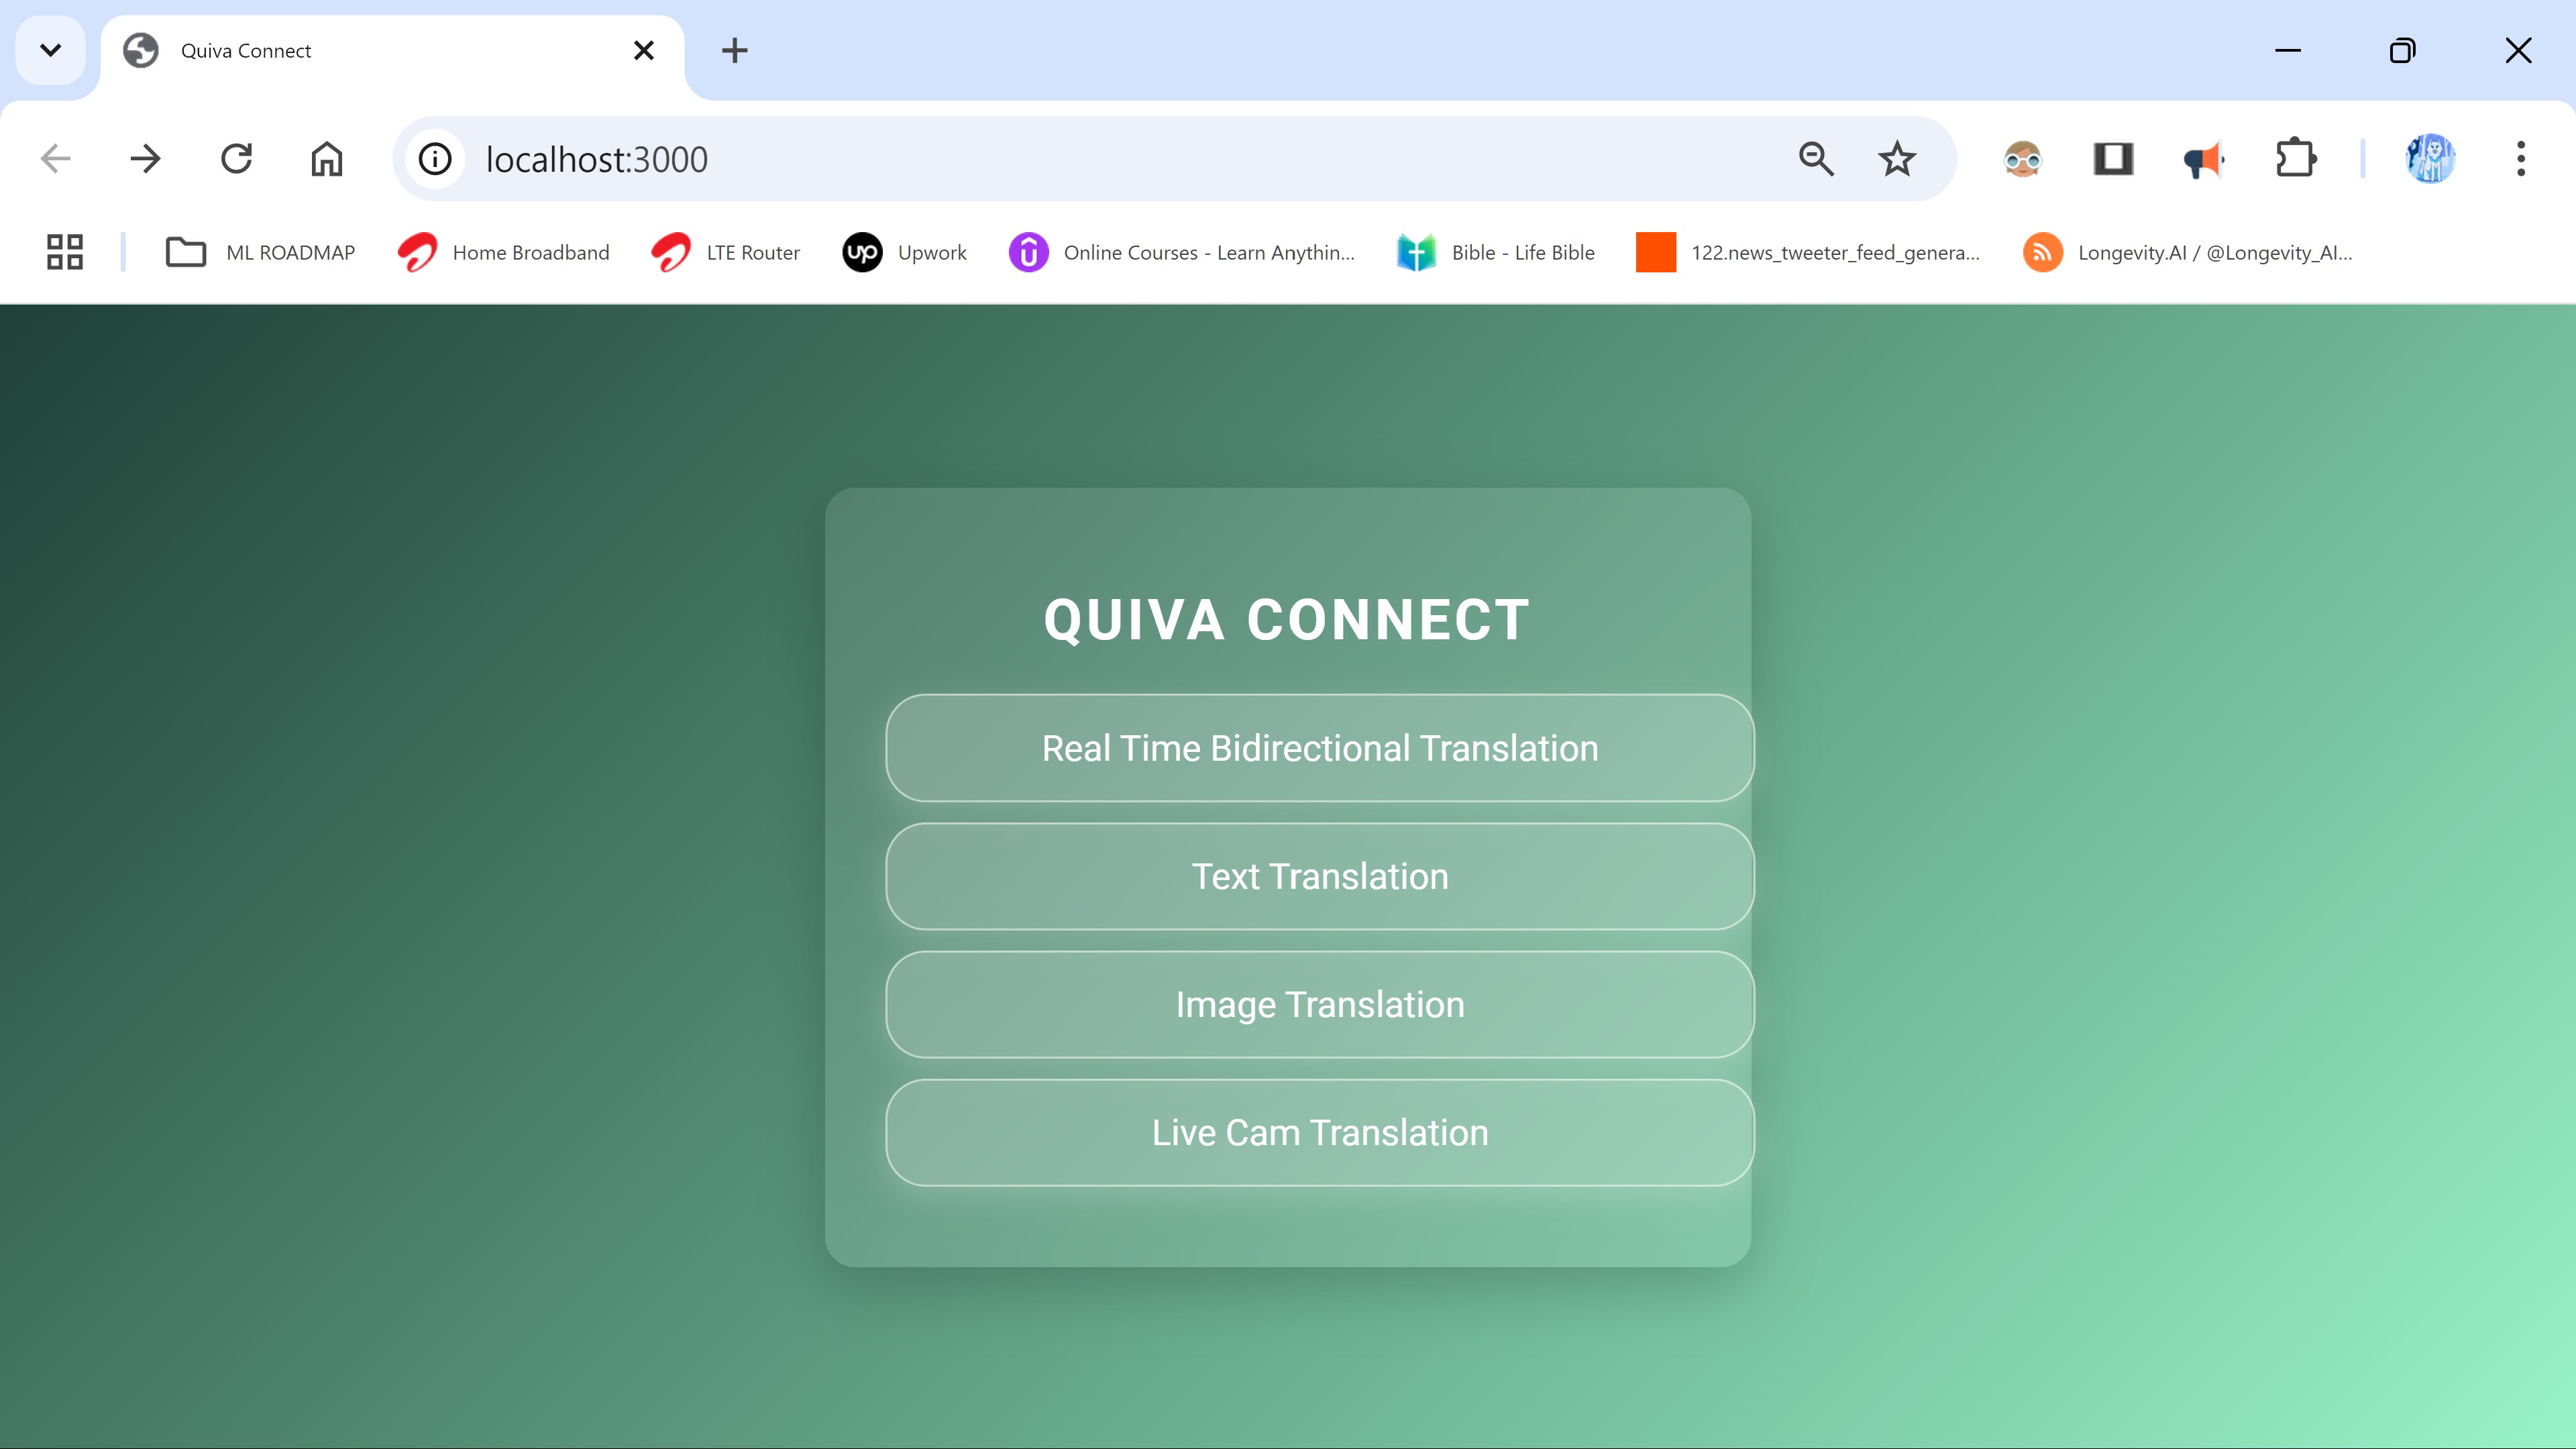 Quiva Connect
localhost:3000
ML ROADMAP Home Broadband LTE Router up Upwork Online Courses - Learn Anythin... Bible - Life Bible 122.news_tweeter_feed_genera... Longevity.AI / @Longevity_AI...
QUIVA CONNECT
Real Time Bidirectional Translation
Text Translation
Image Translation
Live Cam Translation